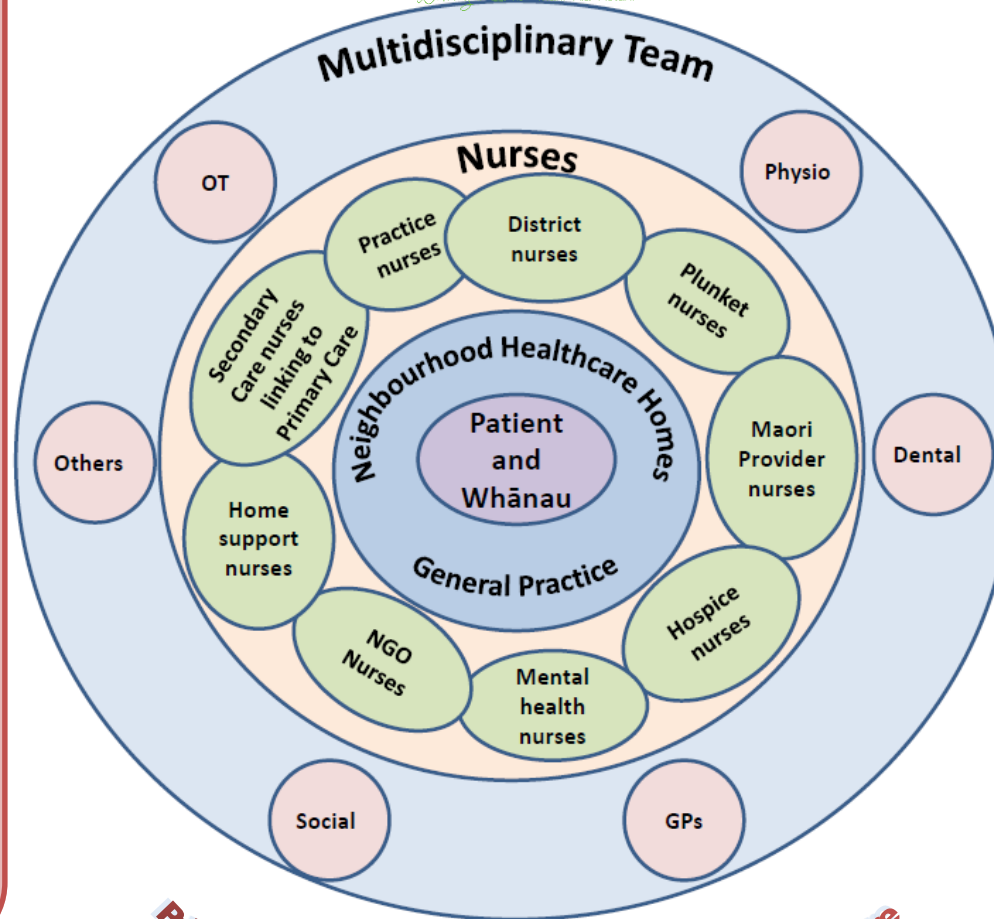 Multidisciplinary Team
Nurses
OT
Physio
Practice
nurses
District
nurses
Plunket
nurses
Secondary
Care nurses
linking to
Primary Care
Neighbourhood Healthcare Homes
Patient
and
Whānau
General Practice
Maori
Provider
nurses
Others
Dental
Home
support
nurses
Hospice
nurses
NGO
Nurses
Mental
health
nurses
Social
GPs